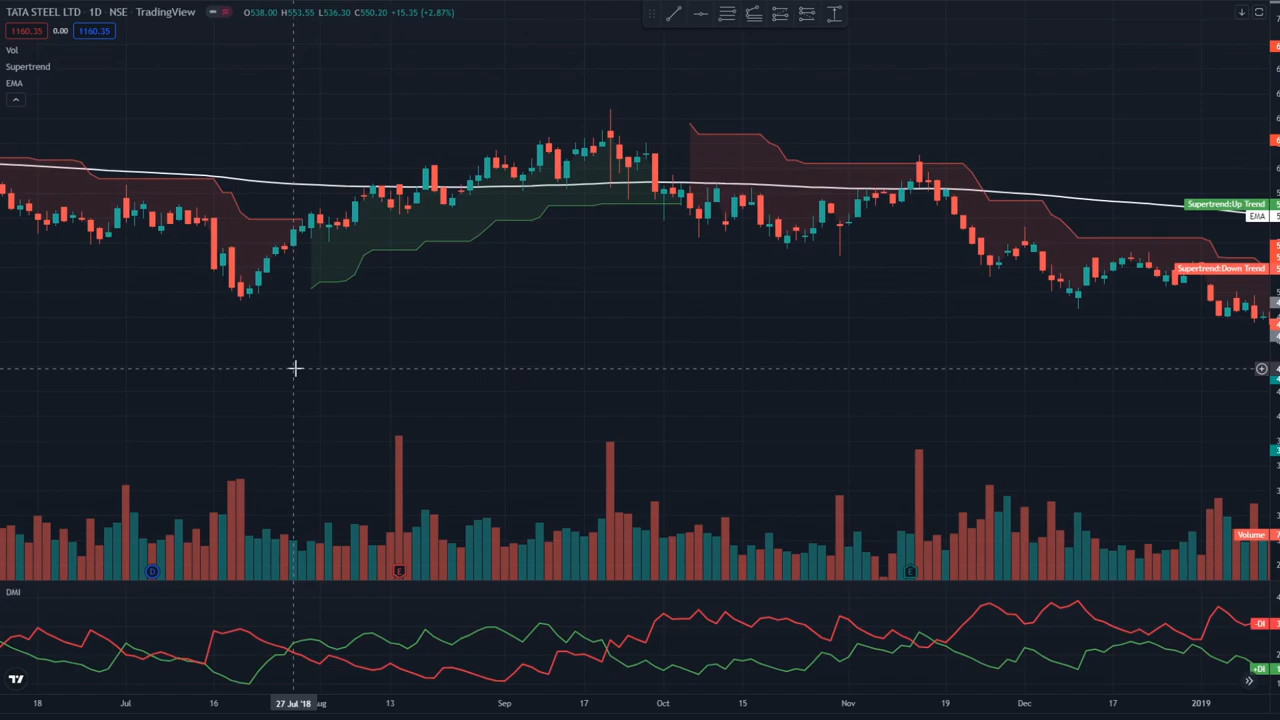 TATA STEEL LTD · 1D · NSE · TradingView O538.00 H553.55 L536.30 C550.20 +15.35 (+2.87%)
1160.35 0.00 1160.35
Vol
Supertrend
EMA
Supertrend:Up Trend
EMA
Supertrend:Down Trend
Volume
D E E
DMI
-DI
+DI
18 Jul 16 27 Jul '18 13 Sep 17 Oct 15 Nov 19 Dec 17 2019